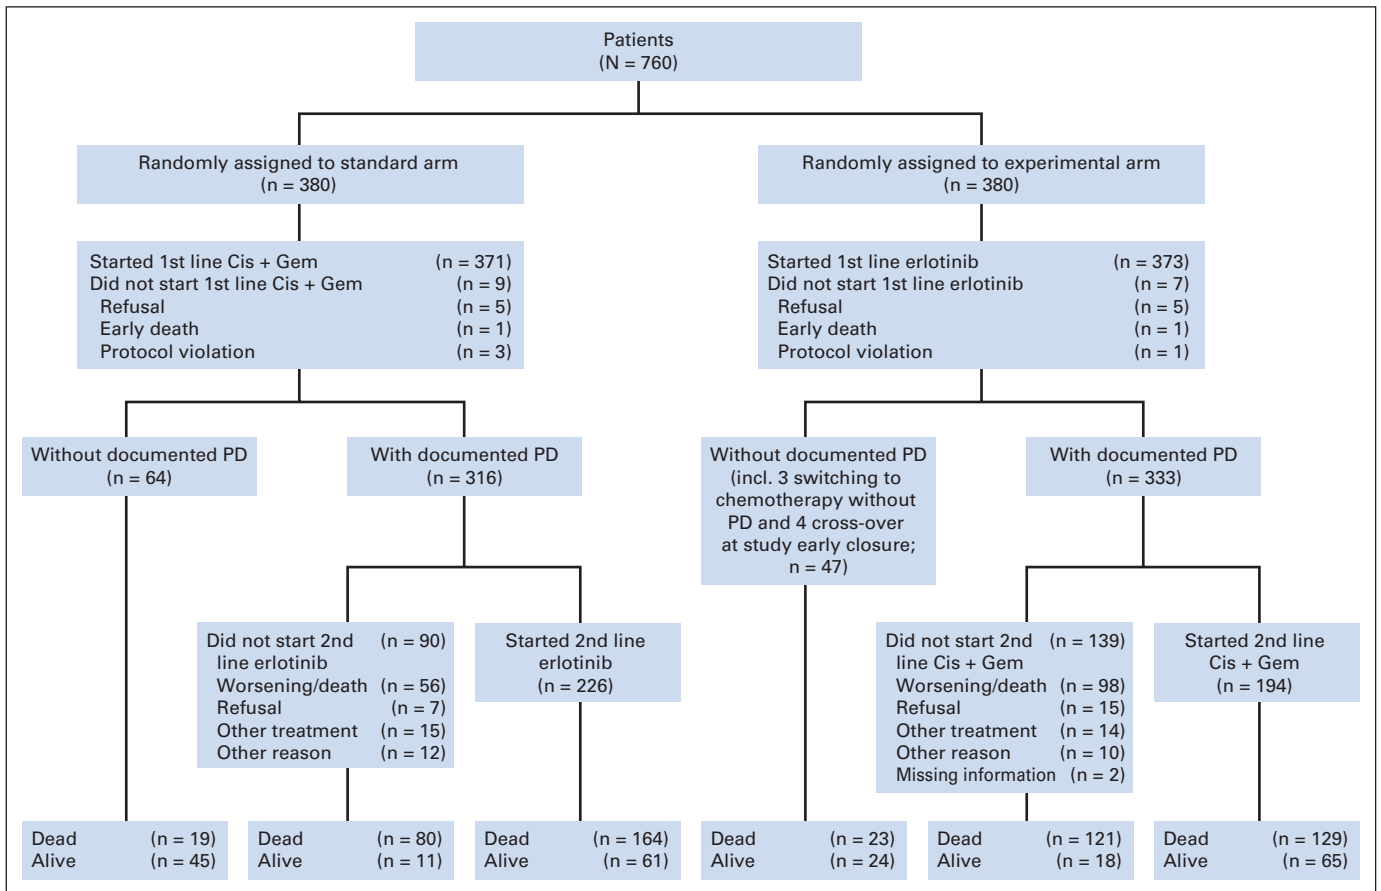 Patients
(N = 760)
Randomly assigned to standard arm
(n = 380)
Randomly assigned to experimental arm
(n = 380)
Started 1st line Cis + Gem (n = 371)
Did not start 1st line Cis + Gem (n = 9)
Refusal (n = 5)
Early death (n = 1)
Protocol violation (n = 3)
Started 1st line erlotinib (n = 373)
Did not start 1st line erlotinib (n = 7)
Refusal (n = 5)
Early death (n = 1)
Protocol violation (n = 1)
Without documented PD
(n = 64)
With documented PD
(n = 316)
Without documented PD
(incl. 3 switching to
chemotherapy without
PD and 4 cross-over
at study early closure;
n = 47)
With documented PD
(n = 333)
Did not start 2nd (n = 90)
line erlotinib
Worsening/death (n = 56)
Refusal (n = 7)
Other treatment (n = 15)
Other reason (n = 12)
Started 2nd line
erlotinib
(n = 226)
Did not start 2nd (n = 139)
line Cis + Gem
Worsening/death (n = 98)
Refusal (n = 15)
Other treatment (n = 14)
Other reason (n = 10)
Missing information (n = 2)
Started 2nd line
Cis + Gem
(n = 194)
Dead (n = 19)
Alive (n = 45)
Dead (n = 80)
Alive (n = 11)
Dead (n = 164)
Alive (n = 61)
Dead (n = 23)
Alive (n = 24)
Dead (n = 121)
Alive (n = 18)
Dead (n = 129)
Alive (n = 65)